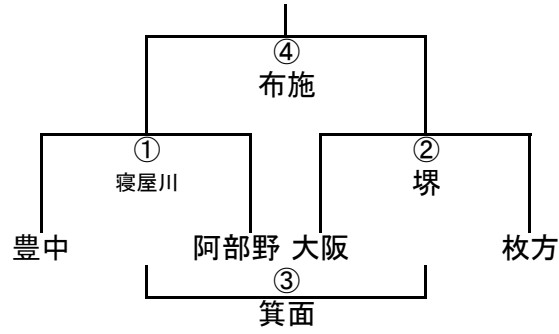 ④
布施
① ②
寝屋川 堺
豊中 阿部野 大阪 枚方
③
箕面